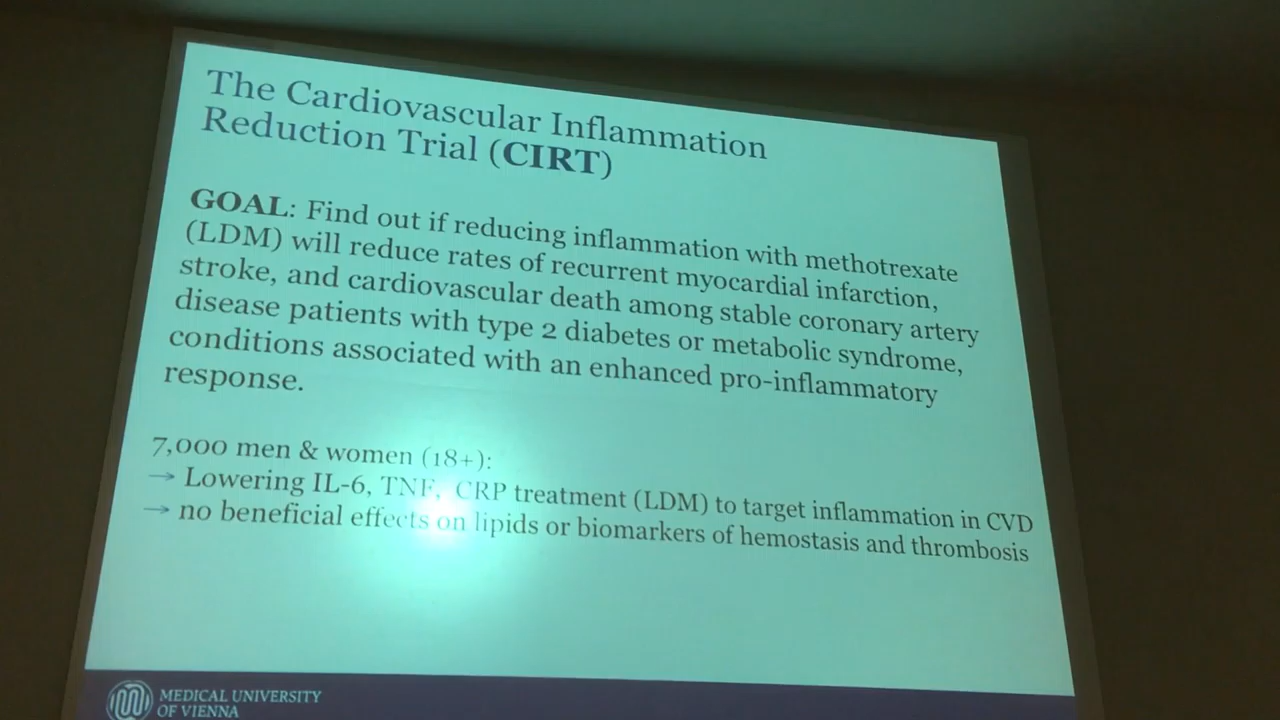 The Cardiovascular Inflammation
Reduction Trial (CIRT)
GOAL: Find out if reducing inflammation with methotrexate
(LDM) will reduce rates of recurrent myocardial infarction,
stroke, and cardiovascular death among stable coronary artery
disease patients with type 2 diabetes or metabolic syndrome,
conditions associated with an enhanced pro-inflammatory
response.
7,000 men & women (18+):
→ Lowering IL-6, TNF, CRP treatment (LDM) to target inflammation in CVD
→ no beneficial effects on lipids or biomarkers of hemostasis and thrombosis
MEDICAL UNIVERSITY
OF VIENNA